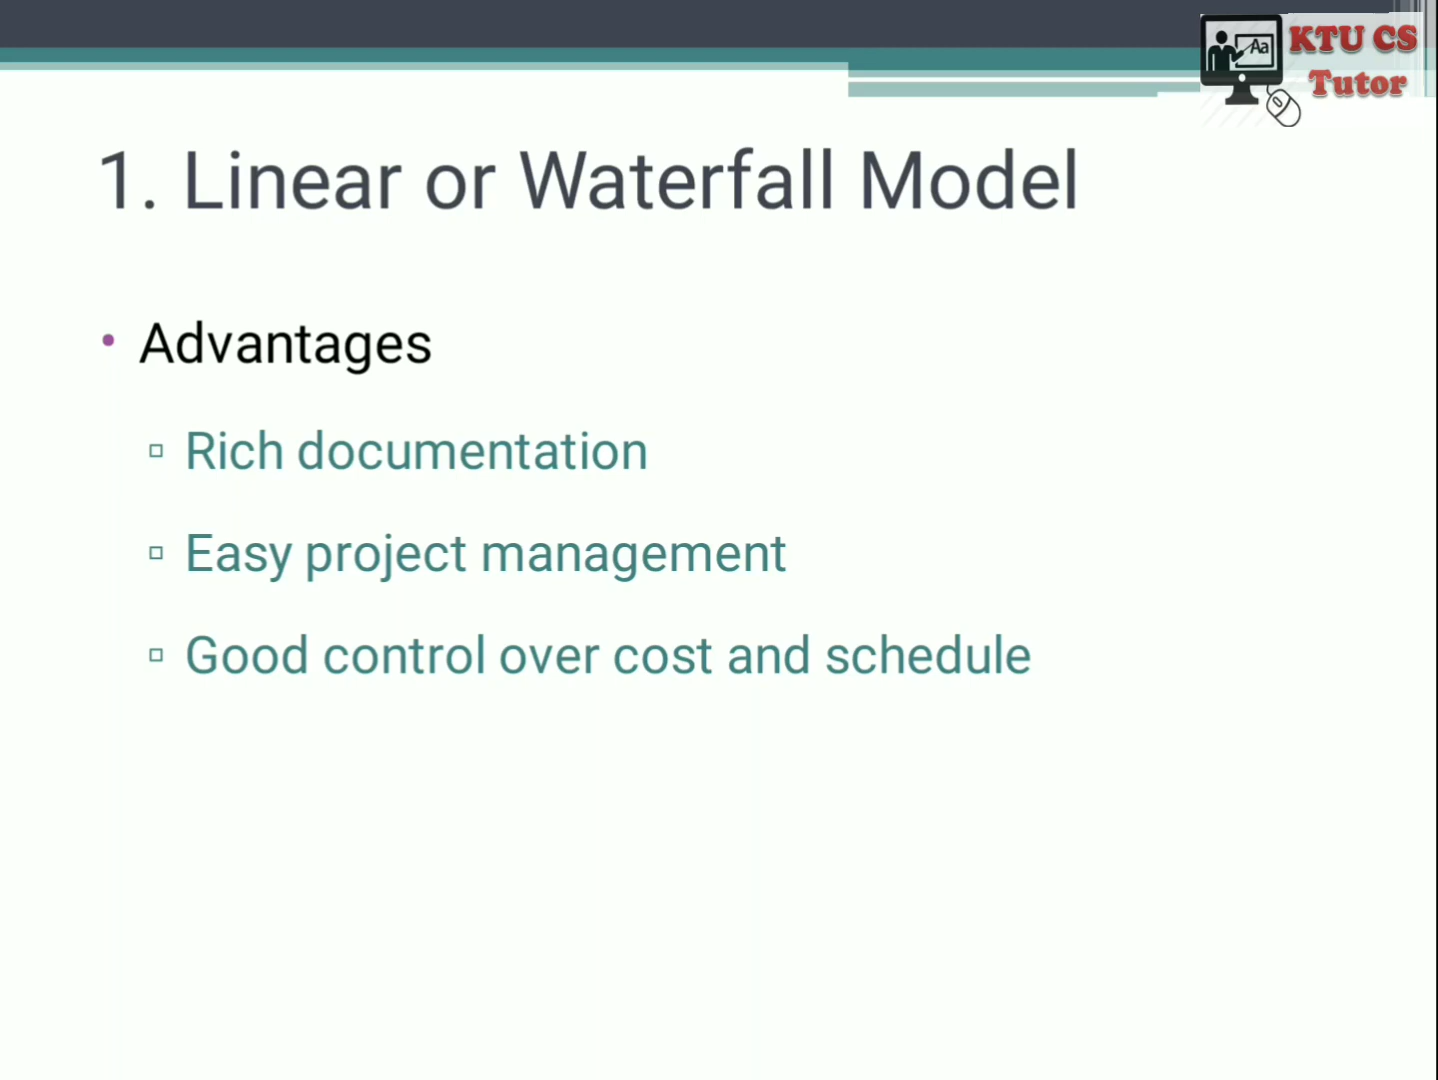 Aa
KTU CS
Tutor
1. Linear or Waterfall Model
• Advantages
▫ Rich documentation
▫ Easy project management
▫ Good control over cost and schedule